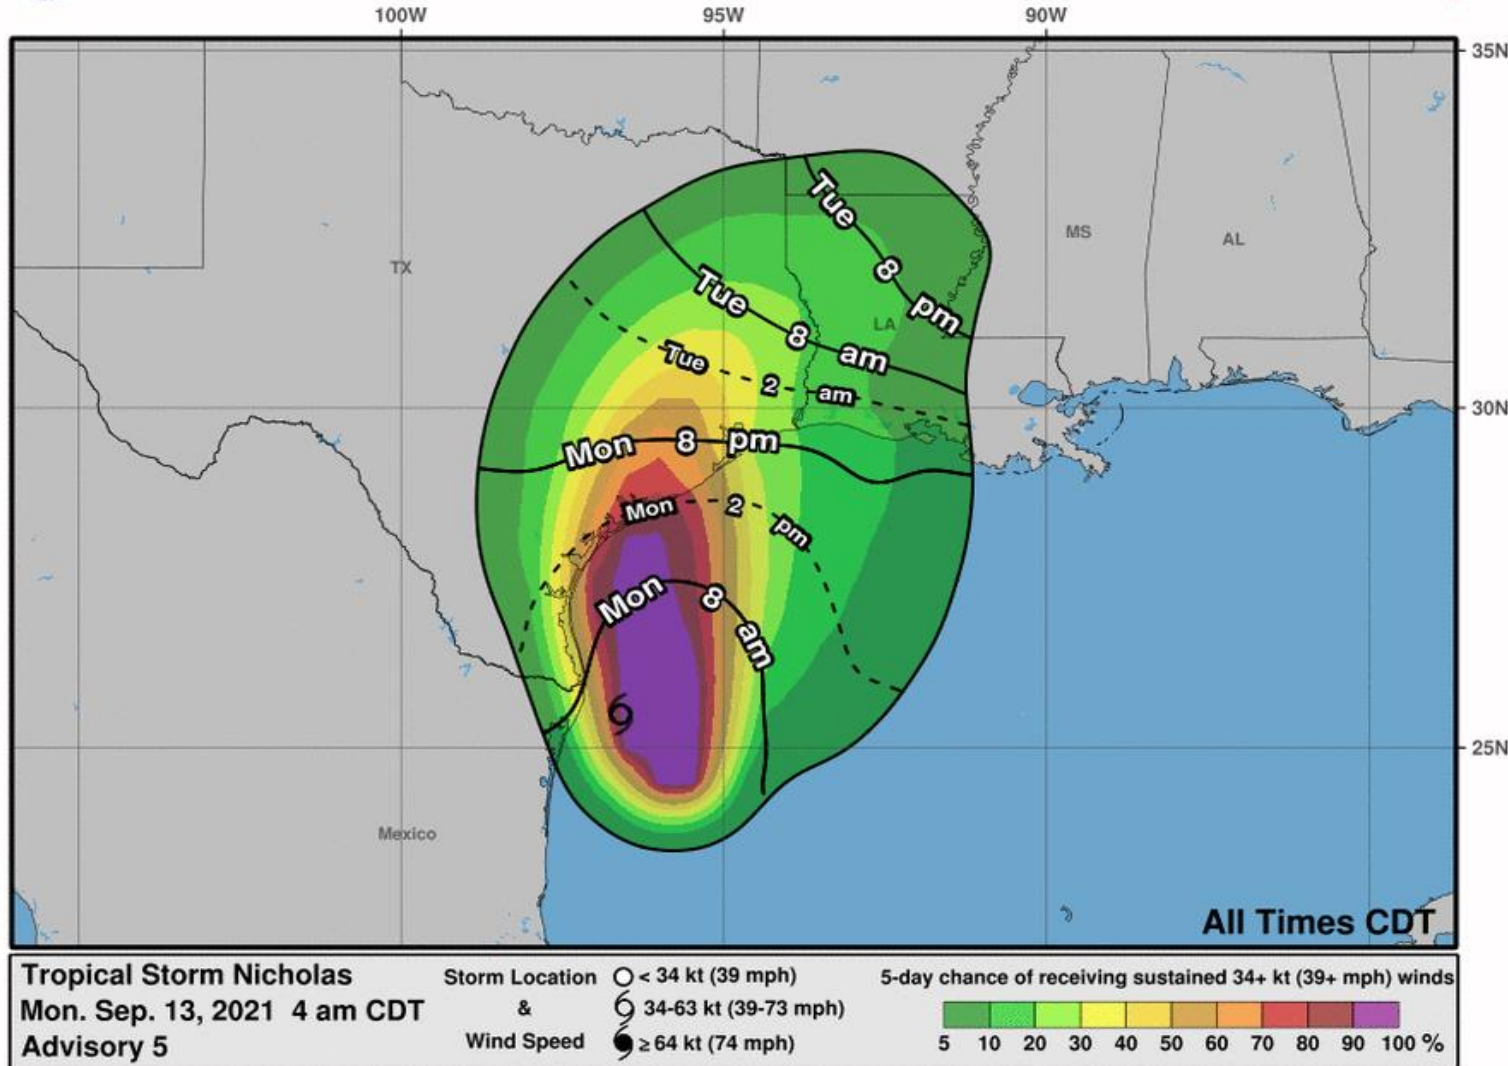 100W 95W 90W
35N
TX
MS
AL
LA
Tue 8 pm
Tue 8 am
Tue 2 am
30N
Mon 8 pm
Mon 2 pm
Mon 8 am
25N
Mexico
All Times CDT
Tropical Storm Nicholas
Mon. Sep. 13, 2021 4 am CDT
Advisory 5
Storm Location
&
Wind Speed
< 34 kt (39 mph)
34-63 kt (39-73 mph)
≥ 64 kt (74 mph)
5-day chance of receiving sustained 34+ kt (39+ mph) winds
5 10 20 30 40 50 60 70 80 90 100 %